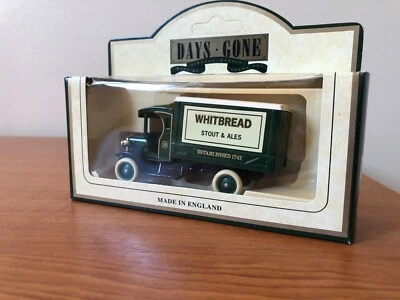 DAYS·GONE
WHITBREAD
STOUT & ALES
ESTABLISHED 1742
MADE IN ENGLAND